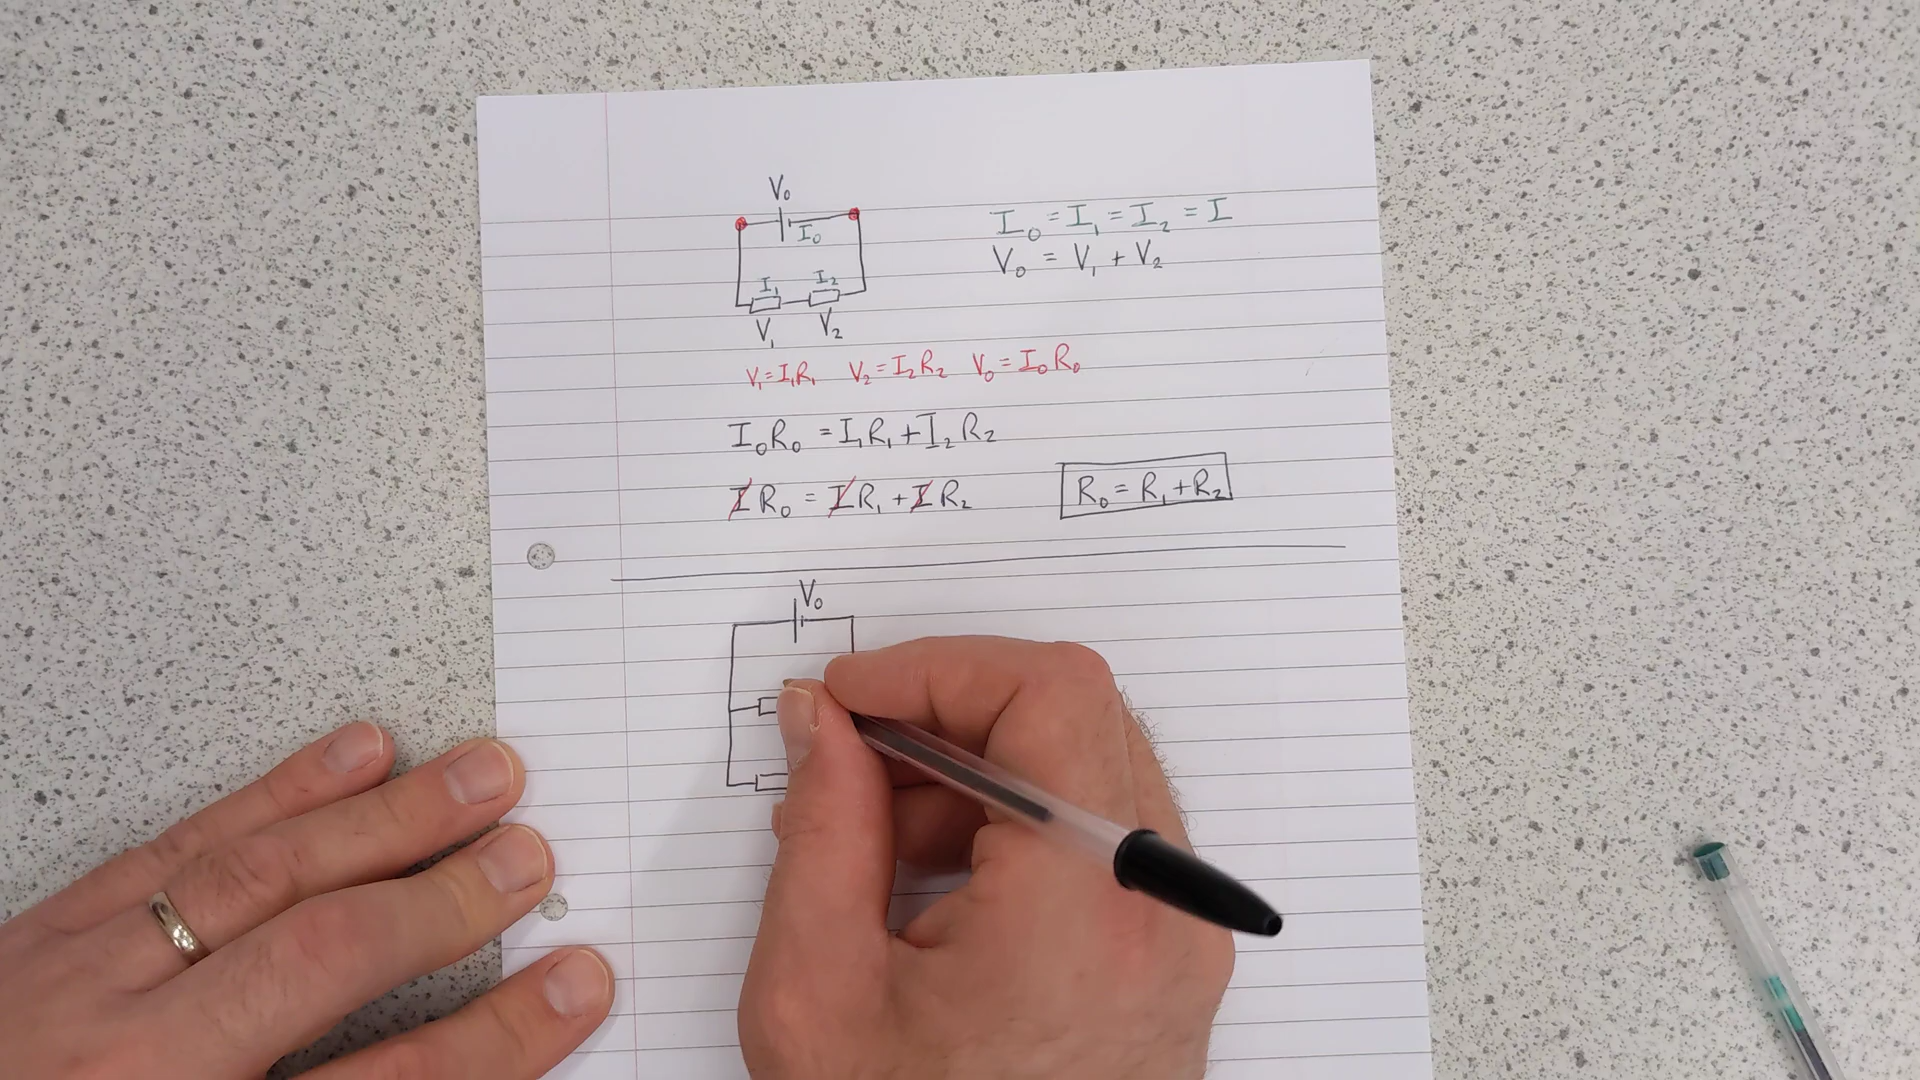 V₀
I₀
I₁ I₂
V₁ V₂
I₀ = I₁ = I₂ = I
V₀ = V₁ + V₂
V₁ = I₁R₁ V₂ = I₂R₂ V₀ = I₀R₀
I₀R₀ = I₁R₁ + I₂R₂
IR₀ = IR₁ + IR₂
R₀ = R₁ + R₂
V₀